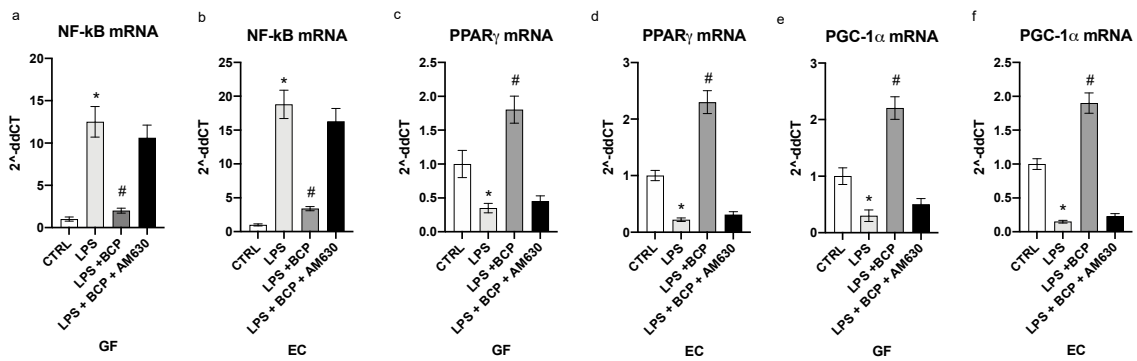 a
NF-kB mRNA
2^-ddCT
20
15
10
5
0
*
#
CTRL
LPS
LPS +BCP
LPS + BCP + AM630
GF
b
NF-kB mRNA
2^-ddCT
25
20
15
10
5
0
*
#
CTRL
LPS
LPS +BCP
LPS + BCP + AM630
EC
c
PPARγ mRNA
2^-ddCT
2.5
2.0
1.5
1.0
0.5
0.0
*
#
CTRL
LPS
LPS +BCP
LPS + BCP + AM630
GF
d
PPARγ mRNA
2^-ddCT
3
2
1
0
*
#
CTRL
LPS
LPS +BCP
LPS + BCP + AM630
EC
e
PGC-1α mRNA
2^-ddCT
3
2
1
0
*
#
CTRL
LPS
LPS +BCP
LPS + BCP + AM630
GF
f
PGC-1α mRNA
2^-ddCT
2.5
2.0
1.5
1.0
0.5
0.0
*
#
CTRL
LPS
LPS +BCP
LPS + BCP + AM630
EC